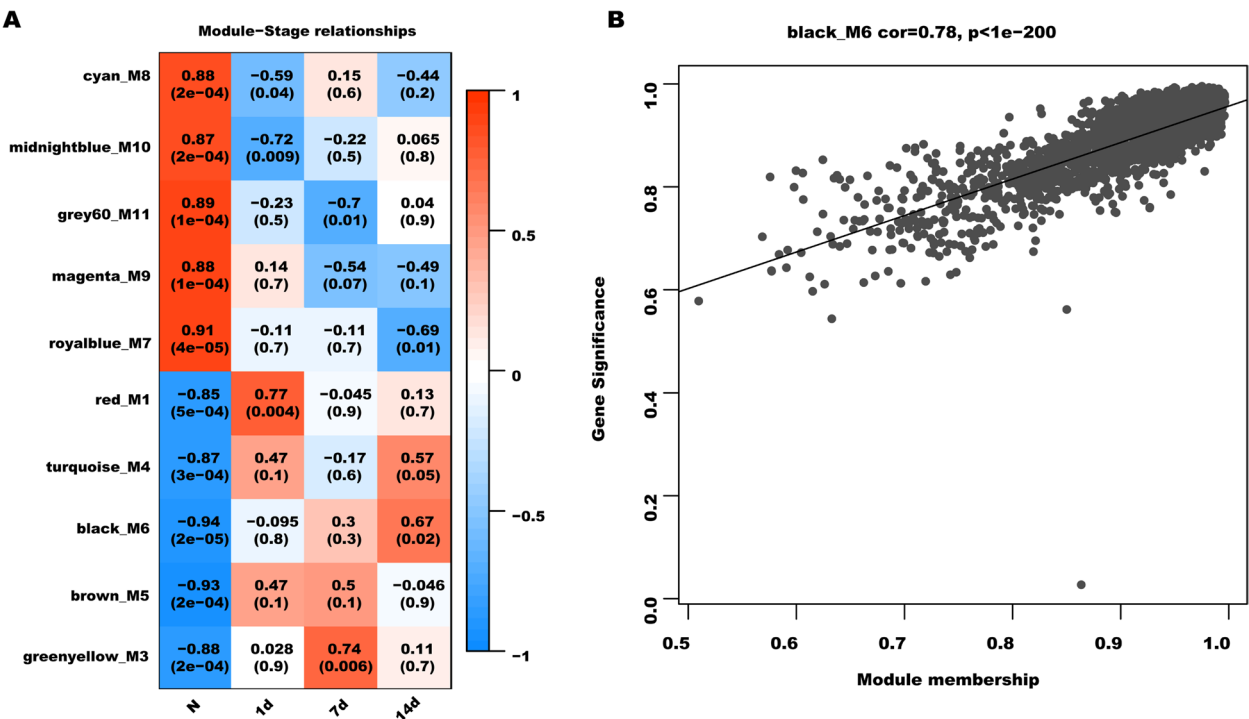 A
Module−Stage relationships
cyan_M8
0.88 −0.59 0.15 −0.44
(2e−04) (0.04) (0.6) (0.2)
midnightblue_M10
0.87 −0.72 −0.22 0.065
(2e−04) (0.009) (0.5) (0.8)
grey60_M11
0.89 −0.23 −0.7 0.04
(1e−04) (0.5) (0.01) (0.9)
magenta_M9
0.88 0.14 −0.54 −0.49
(1e−04) (0.7) (0.07) (0.1)
royalblue_M7
0.91 −0.11 −0.11 −0.69
(4e−05) (0.7) (0.7) (0.01)
red_M1
−0.85 0.77 −0.045 0.13
(5e−04) (0.004) (0.9) (0.7)
turquoise_M4
−0.87 0.47 −0.17 0.57
(3e−04) (0.1) (0.6) (0.05)
black_M6
−0.94 −0.095 0.3 0.67
(2e−05) (0.8) (0.3) (0.02)
brown_M5
−0.93 0.47 0.5 −0.046
(2e−04) (0.1) (0.1) (0.9)
greenyellow_M3
−0.88 0.028 0.74 0.11
(2e−04) (0.9) (0.006) (0.7)
N 1d 7d 14d
1
0.5
0
−0.5
−1
B
black_M6 cor=0.78, p<1e−200
Gene Significance
1.0
0.8
0.6
0.4
0.2
0.0
0.5 0.6 0.7 0.8 0.9 1.0
Module membership